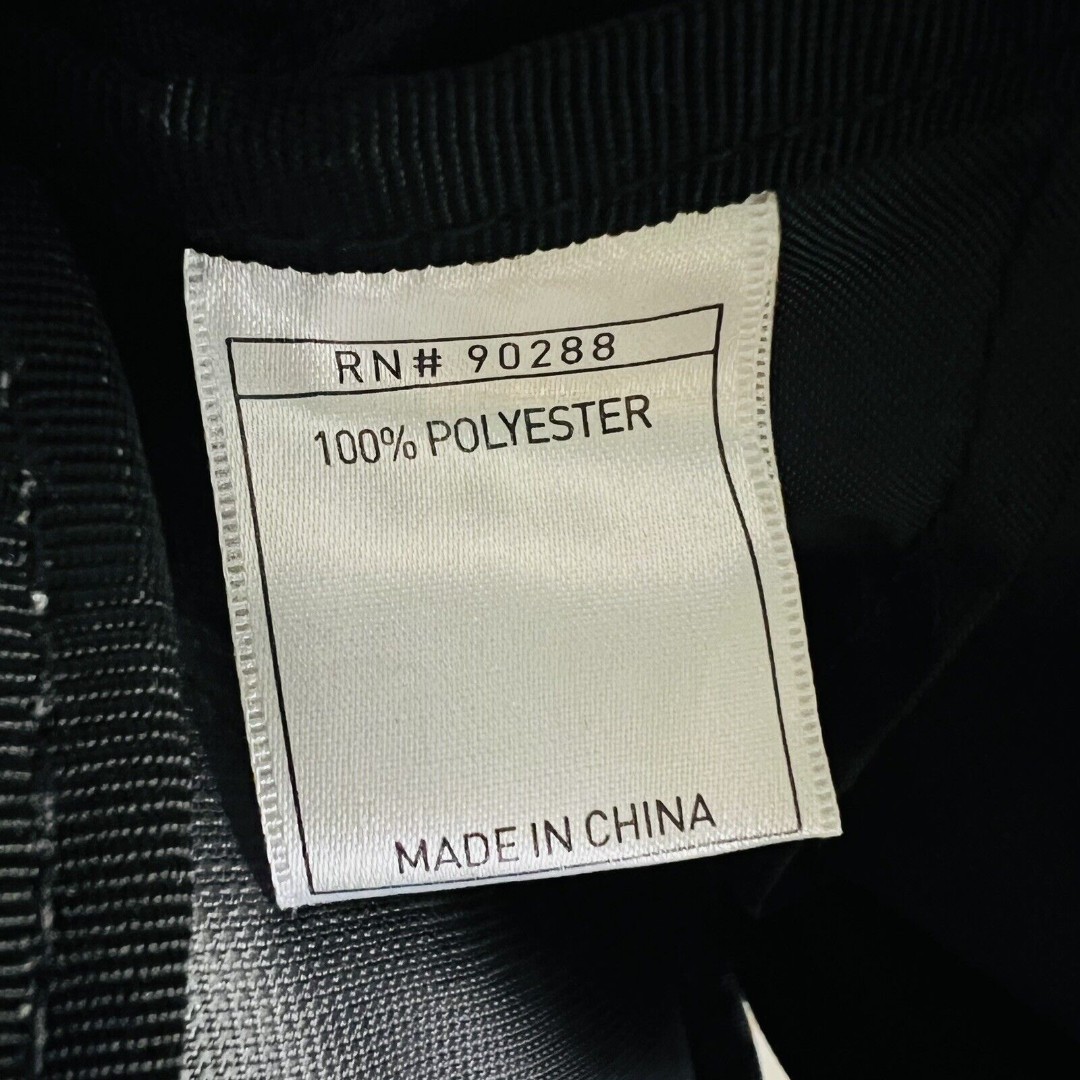 RN# 90288
100% POLYESTER
MADE IN CHINA